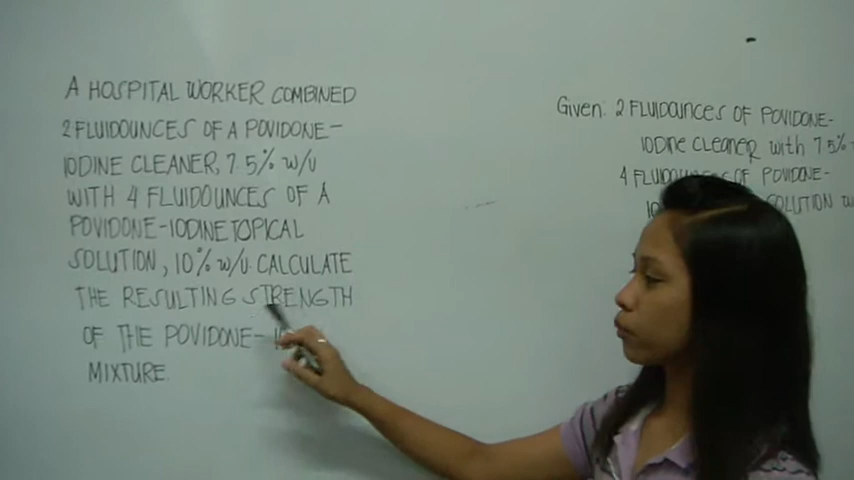 A HOSPITAL WORKER COMBINED
2 FLUIDOUNCES OF A POVIDONE-
IODINE CLEANER, 7.5% W/V
WITH 4 FLUIDOUNCES OF A
POVIDONE-IODINE TOPICAL
SOLUTION, 10% W/V. CALCULATE
THE RESULTING STRENGTH
OF THE POVIDONE-
MIXTURE.
Given: 2 FLUIDOUNCES OF POVIDONE-
IODINE CLEANER with 7.5%
4 FLUIDOUNCES OF POVIDONE-
SOLUTION